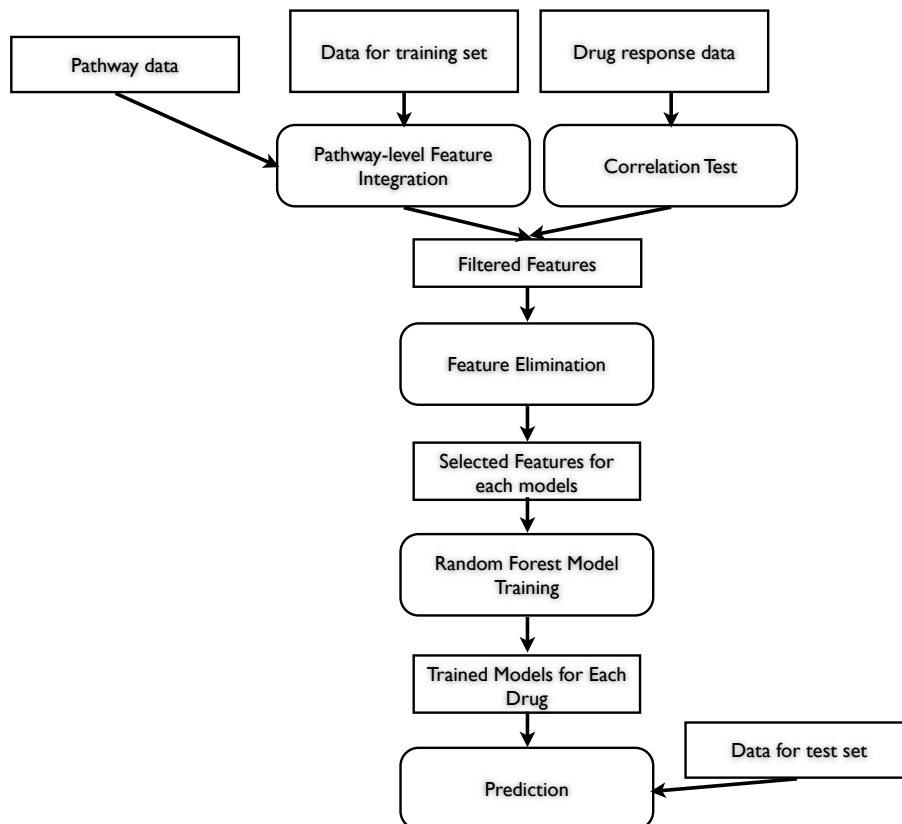 Pathway data
Data for training set
Drug response data
Pathway-level Feature
Integration
Correlation Test
Filtered Features
Feature Elimination
Selected Features for
each models
Random Forest Model
Training
Trained Models for Each
Drug
Data for test set
Prediction